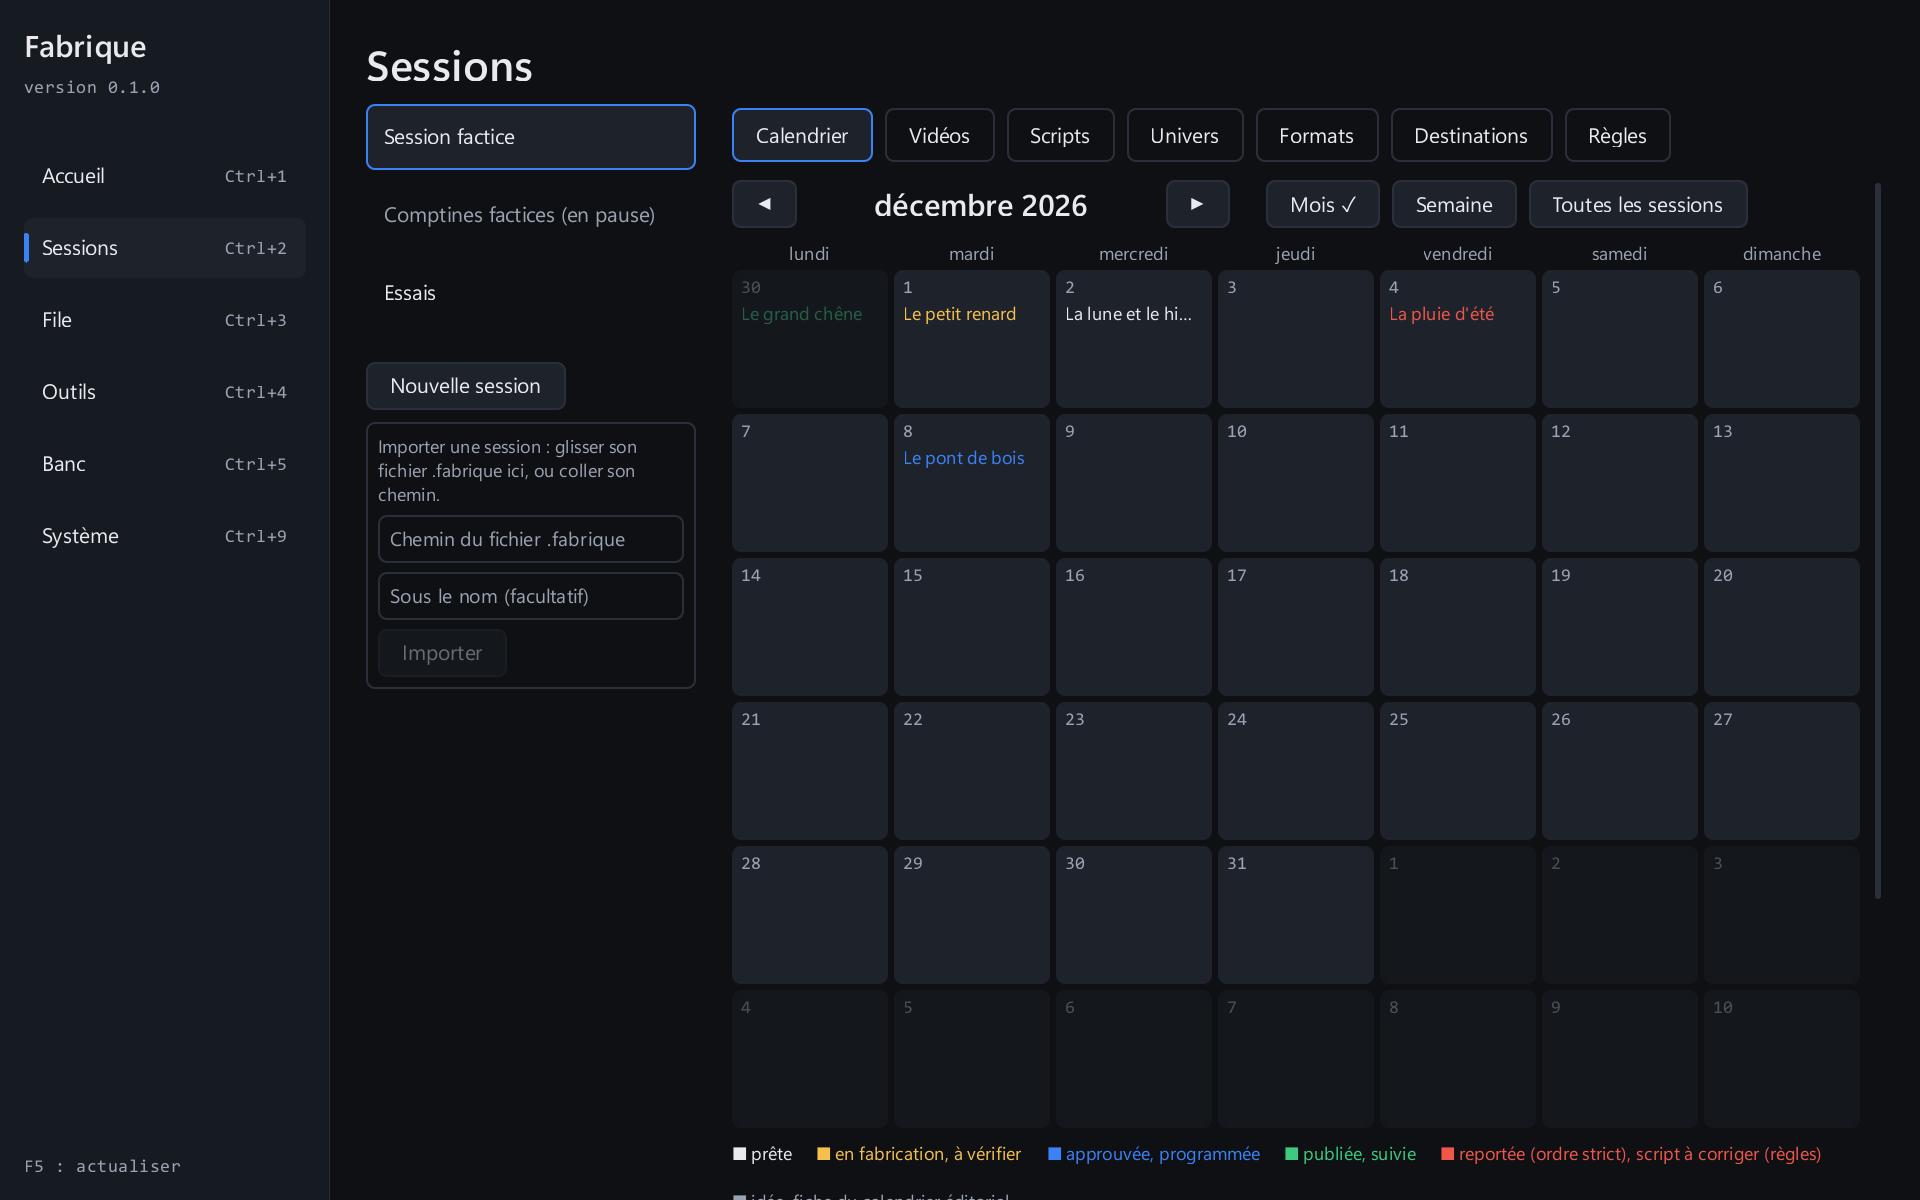 Fabrique
version 0.1.0
Accueil Ctrl+1
Sessions Ctrl+2
File Ctrl+3
Outils Ctrl+4
Banc Ctrl+5
Système Ctrl+9
F5 : actualiser
Sessions
Session factice
Comptines factices (en pause)
Essais
Nouvelle session
Importer une session : glisser son
fichier .fabrique ici, ou coller son
chemin.
Chemin du fichier .fabrique
Sous le nom (facultatif)
Importer
Calendrier Vidéos Scripts Univers Formats Destinations Règles
◄ décembre 2026 ► Mois ✓ Semaine Toutes les sessions
lundi mardi mercredi jeudi vendredi samedi dimanche
30 1 2 3 4 5 6
Le grand chêne Le petit renard La lune et le hi... La pluie d'été
7 8 9 10 11 12 13
Le pont de bois
14 15 16 17 18 19 20
21 22 23 24 25 26 27
28 29 30 31 1 2 3
4 5 6 7 8 9 10
prête en fabrication, à vérifier approuvée, programmée publiée, suivie reportée (ordre strict), script à corriger (règles)
idée, fiche du calendrier éditorial